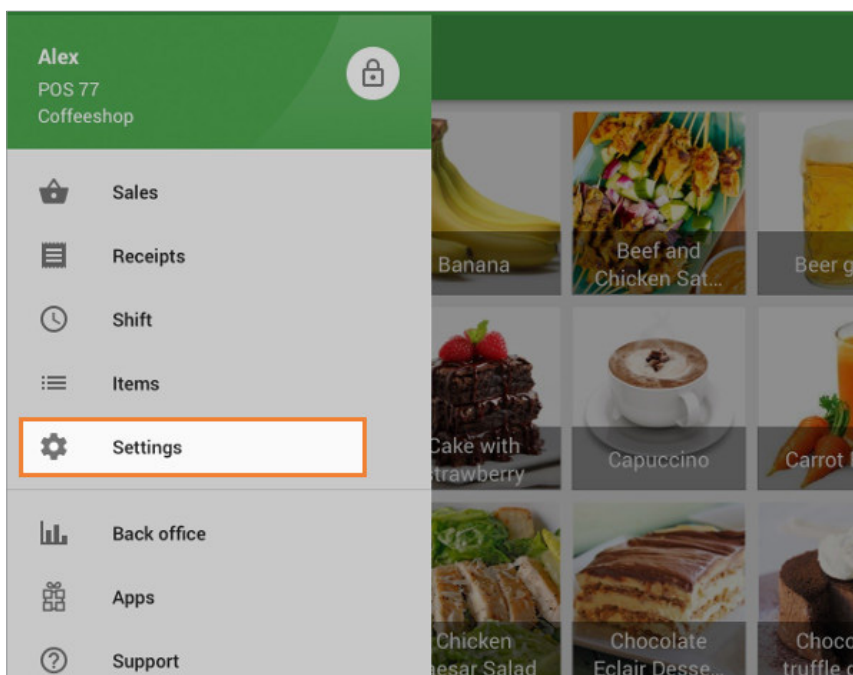 Alex
POS 77
Coffeeshop
Sales
Receipts
Shift
Items
Settings
Back office
Apps
Support
Banana
Beef and
Chicken Sat...
Beer g
Cake with
trawberry
Capuccino
Carrot
Chicken
esar Salad
Chocolate
Eclair Desse...
Choco
truffle c